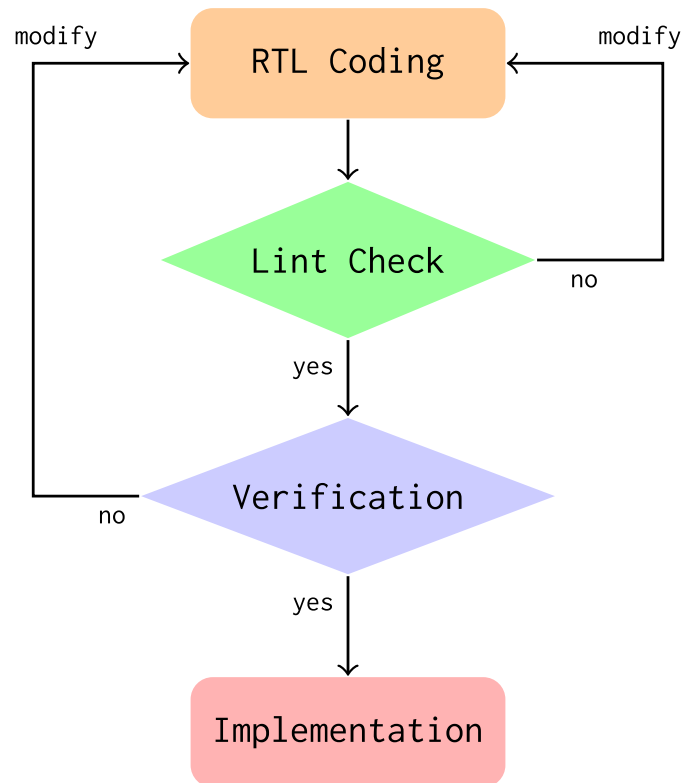 modify
modify
RTL Coding
Lint Check
no
yes
Verification
no
yes
Implementation